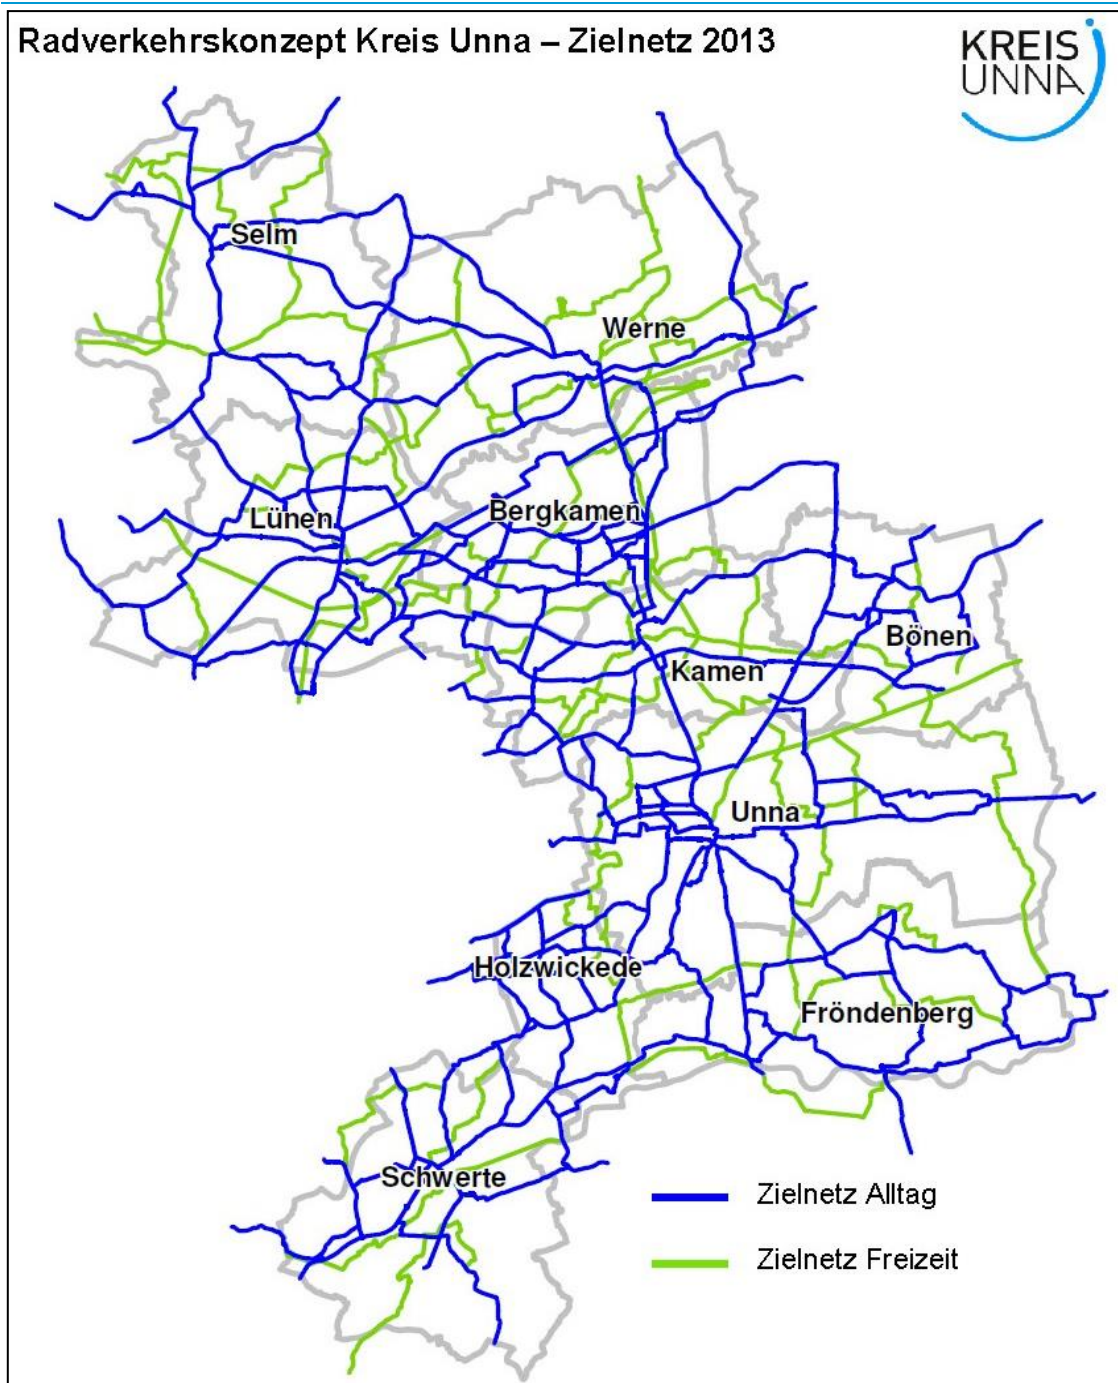 Radverkehrskonzept Kreis Unna – Zielnetz 2013
KREIS
UNNA
Selm
Werne
Lünen
Bergkamen
Bönen
Kamen
Unna
Holzwickede
Fröndenberg
Schwerte
Zielnetz Alltag
Zielnetz Freizeit